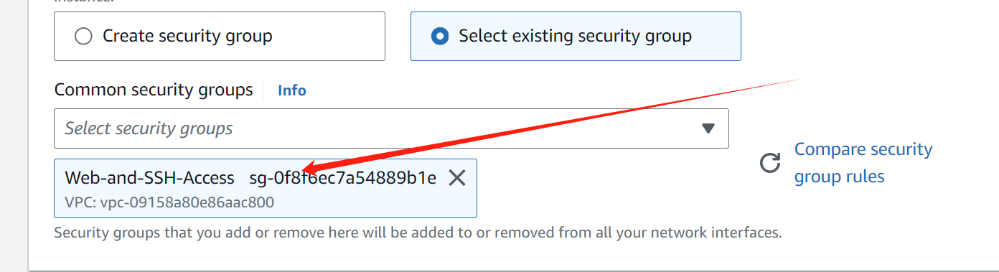 instance.
Create security group
Select existing security group
Common security groups
Info
Select security groups
Compare security
group rules
Web-and-SSH-Access sg-0f8f6ec7a54889b1e
VPC: vpc-09158a80e86aac800
Security groups that you add or remove here will be added to or removed from all your network interfaces.